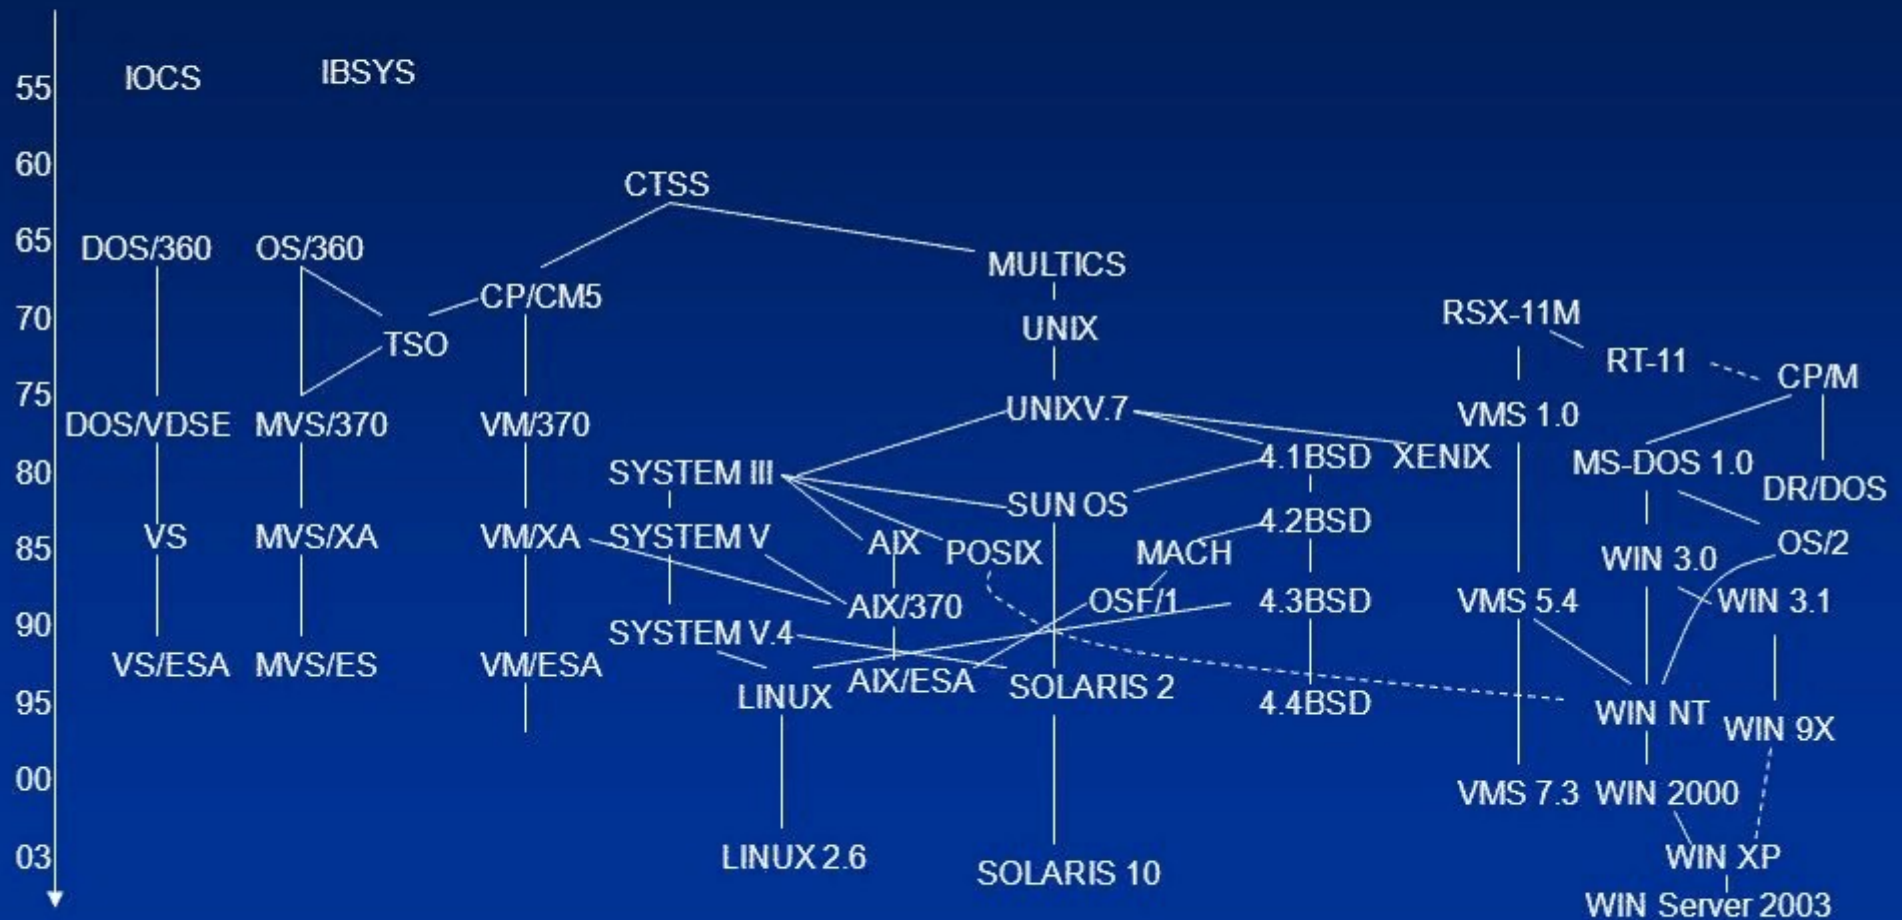 55 IOCS IBSYS
60
CTSS
65 DOS/360 OS/360 MULTICS
CP/CM5
70 RSX-11M
TSO UNIX
RT-11
75 CP/M
DOS/VDSE MVS/370 VM/370 UNIXV.7 VMS 1.0
4.1BSD XENIX MS-DOS 1.0
80 SYSTEM III
SUN OS DR/DOS
4.2BSD
85 VS MVS/XA VM/XA SYSTEM V AIX POSIX MACH OS/2
WIN 3.0
AIX/370 OSF/1 4.3BSD VMS 5.4 WIN 3.1
90 SYSTEM V.4
VS/ESA MVS/ES VM/ESA
AIX/ESA SOLARIS 2
95 LINUX 4.4BSD WIN NT
WIN 9X
00 VMS 7.3 WIN 2000
03 LINUX 2.6 WIN XP
SOLARIS 10
WIN Server 2003